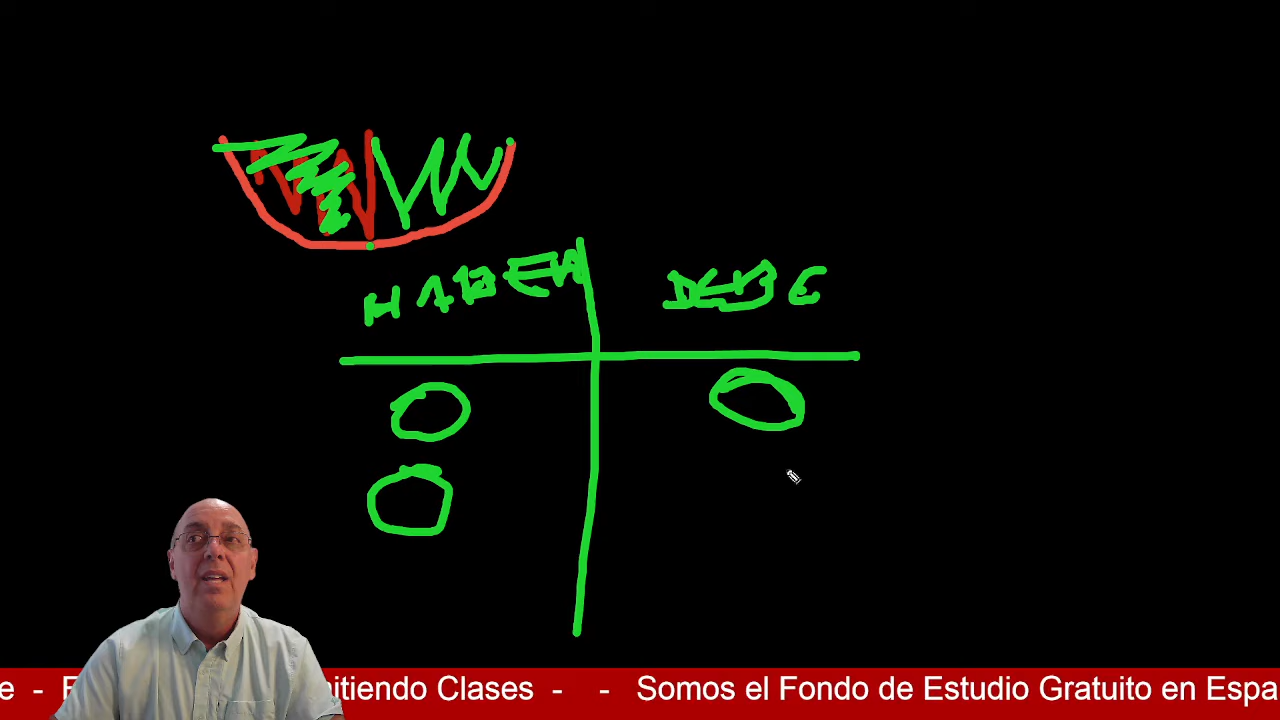 HABER DEBE
e - E itiendo Clases - - Somos el Fondo de Estudio Gratuito en Espa